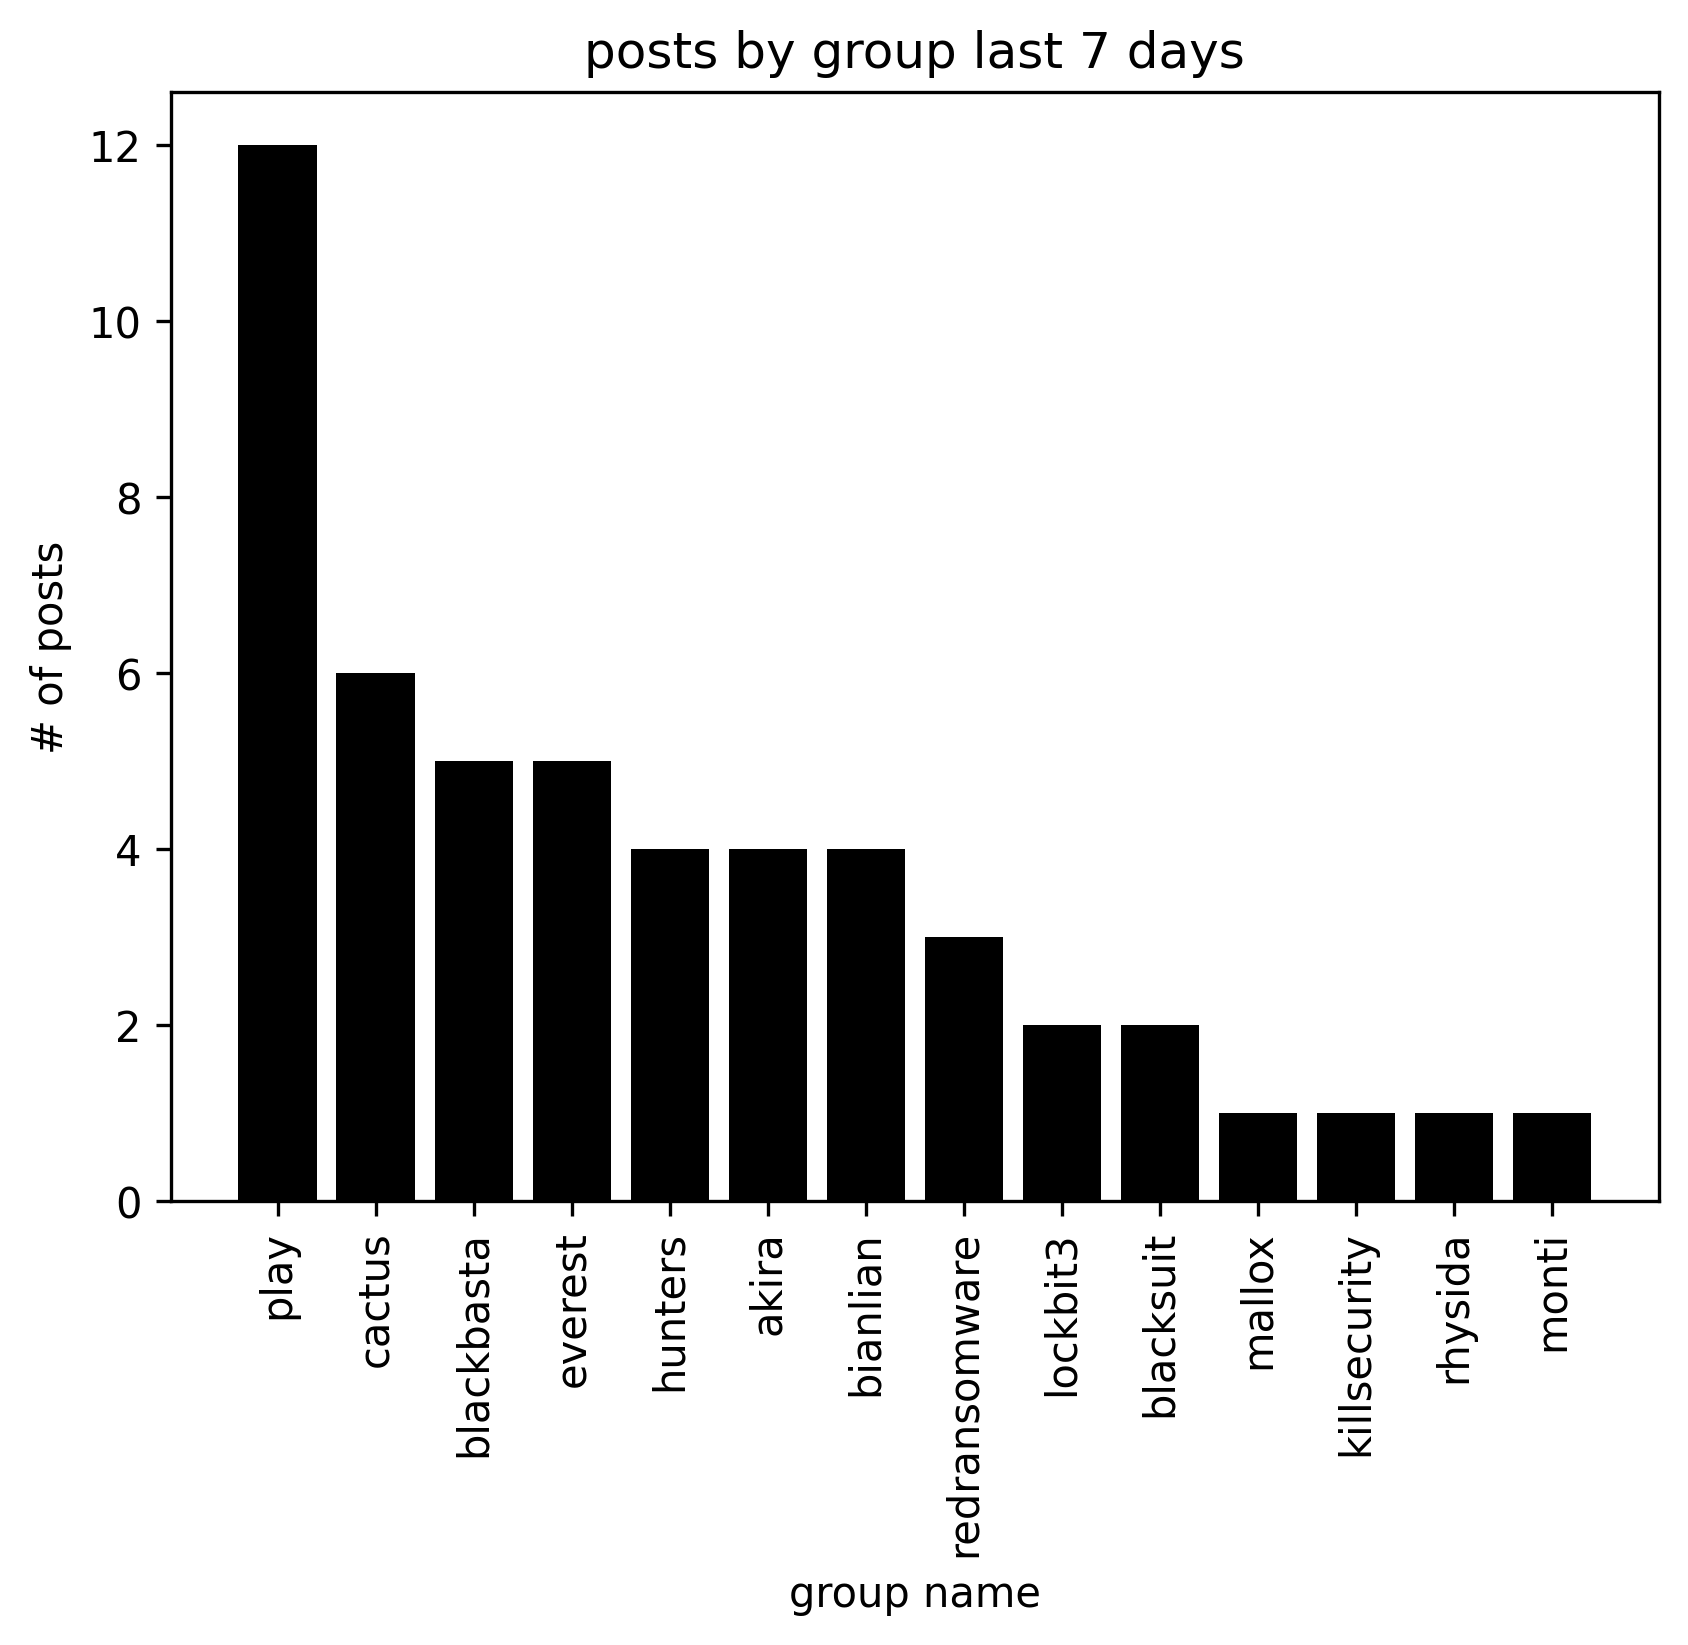 posts by group last 7 days
12
10
8
6
4
2
0
# of posts
play
cactus
blackbasta
everest
hunters
akira
bianlian
redransomware
lockbit3
blacksuit
mallox
killsecurity
rhysida
monti
group name